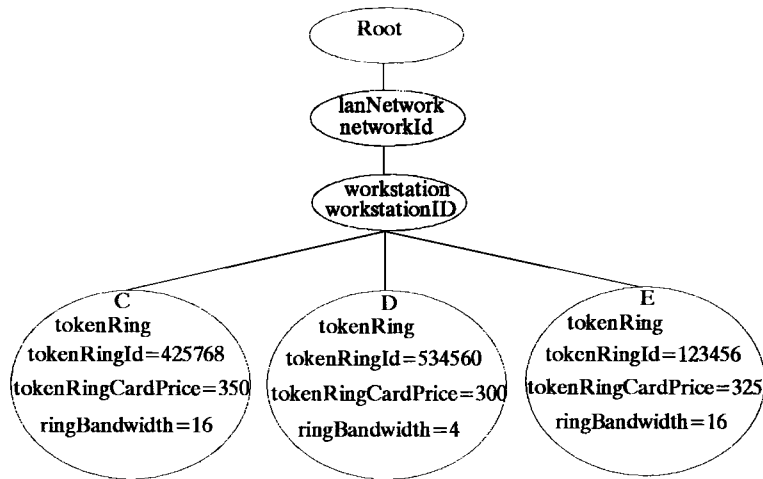 Root
lanNetwork
networkId
workstation
workstationID
C
tokenRing
tokenRingId=425768
tokenRingCardPrice=350
ringBandwidth=16
D
tokenRing
tokenRingId=534560
tokenRingCardPrice=300
ringBandwidth=4
E
tokenRing
tokenRingId=123456
tokenRingCardPrice=325
ringBandwidth=16